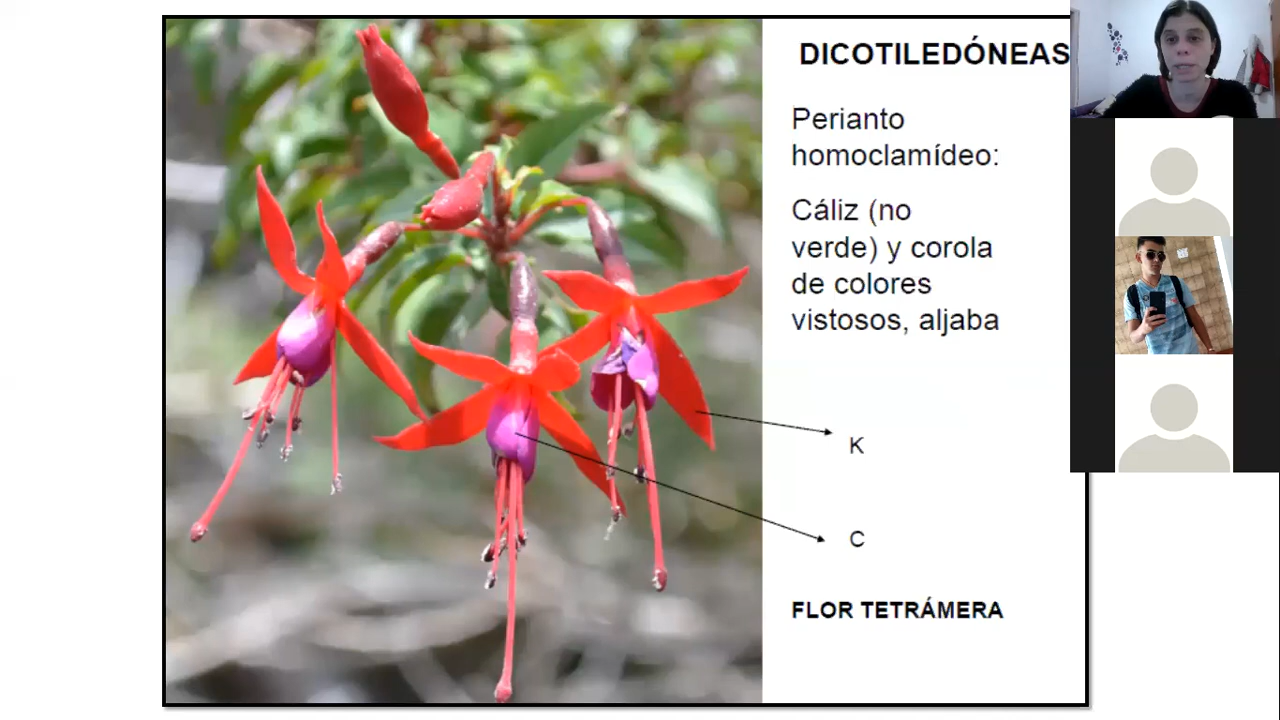 DICOTILEDÓNEAS
Perianto
homoclamídeo:
Cáliz (no
verde) y corola
de colores
vistosos, aljaba
K
C
FLOR TETRÁMERA